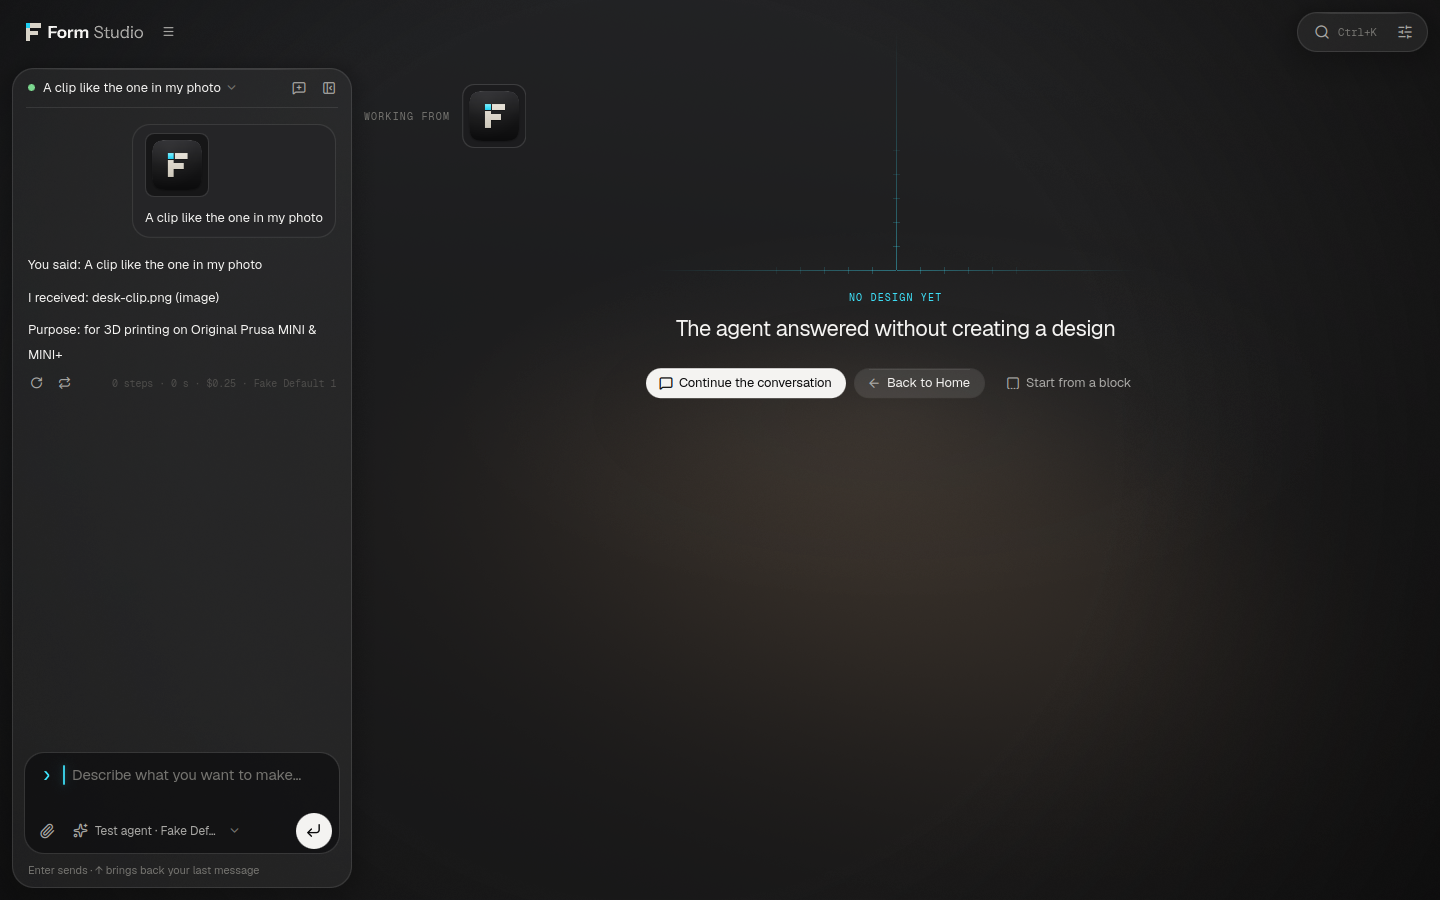 Form Studio
Ctrl+K
A clip like the one in my photo
WORKING FROM
A clip like the one in my photo
You said: A clip like the one in my photo
I received: desk-clip.png (image)
Purpose: for 3D printing on Original Prusa MINI &
MINI+
0 steps · 0 s · $0.25 · Fake Default 1
NO DESIGN YET
The agent answered without creating a design
Continue the conversation
Back to Home
Start from a block
Describe what you want to make...
Test agent · Fake Def...
Enter sends · ↑ brings back your last message